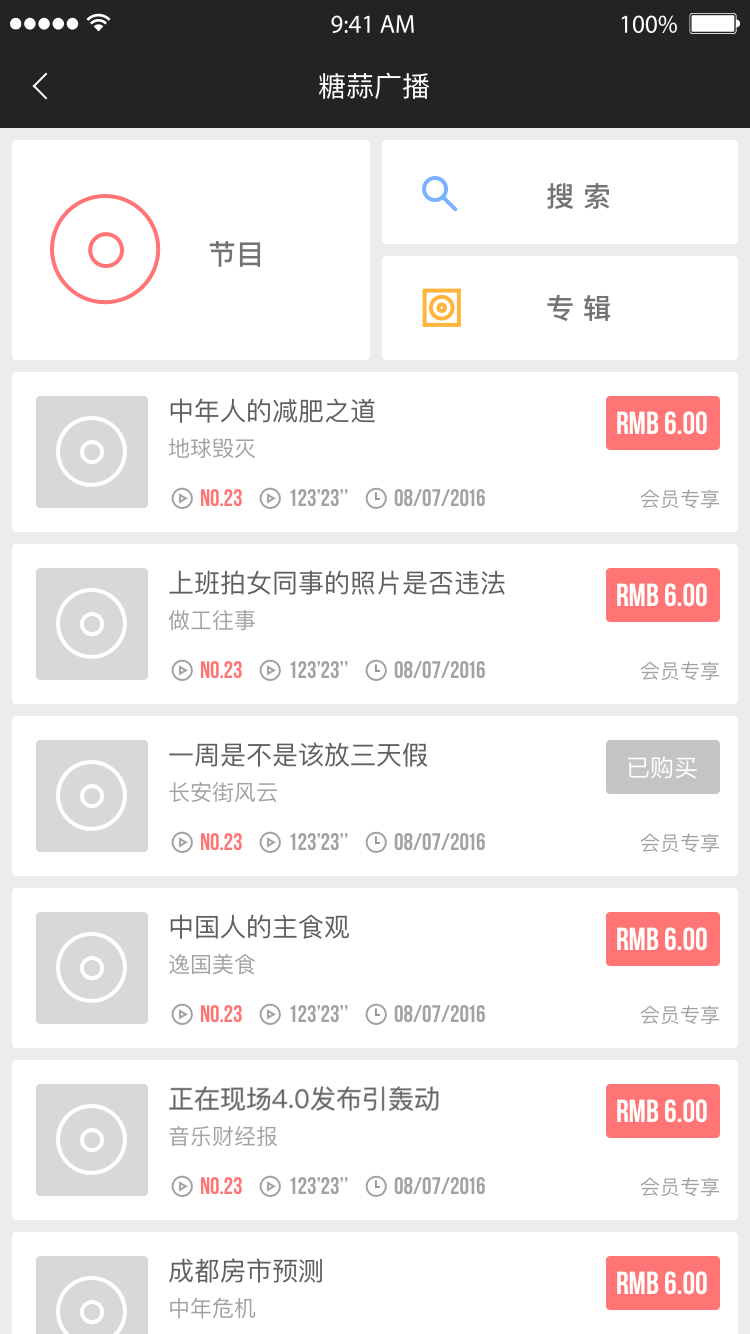 9:41 AM 100%
糖蒜广播
节目
搜 索
专 辑
中年人的减肥之道
RMB 6.00
地球毁灭
NO.23 123'23'' 08/07/2016 会员专享
上班拍女同事的照片是否违法
RMB 6.00
做工往事
NO.23 123'23'' 08/07/2016 会员专享
一周是不是该放三天假
已购买
长安街风云
NO.23 123'23'' 08/07/2016 会员专享
中国人的主食观
RMB 6.00
逸国美食
NO.23 123'23'' 08/07/2016 会员专享
正在现场4.0发布引轰动
RMB 6.00
音乐财经报
NO.23 123'23'' 08/07/2016 会员专享
成都房市预测
RMB 6.00
中年危机